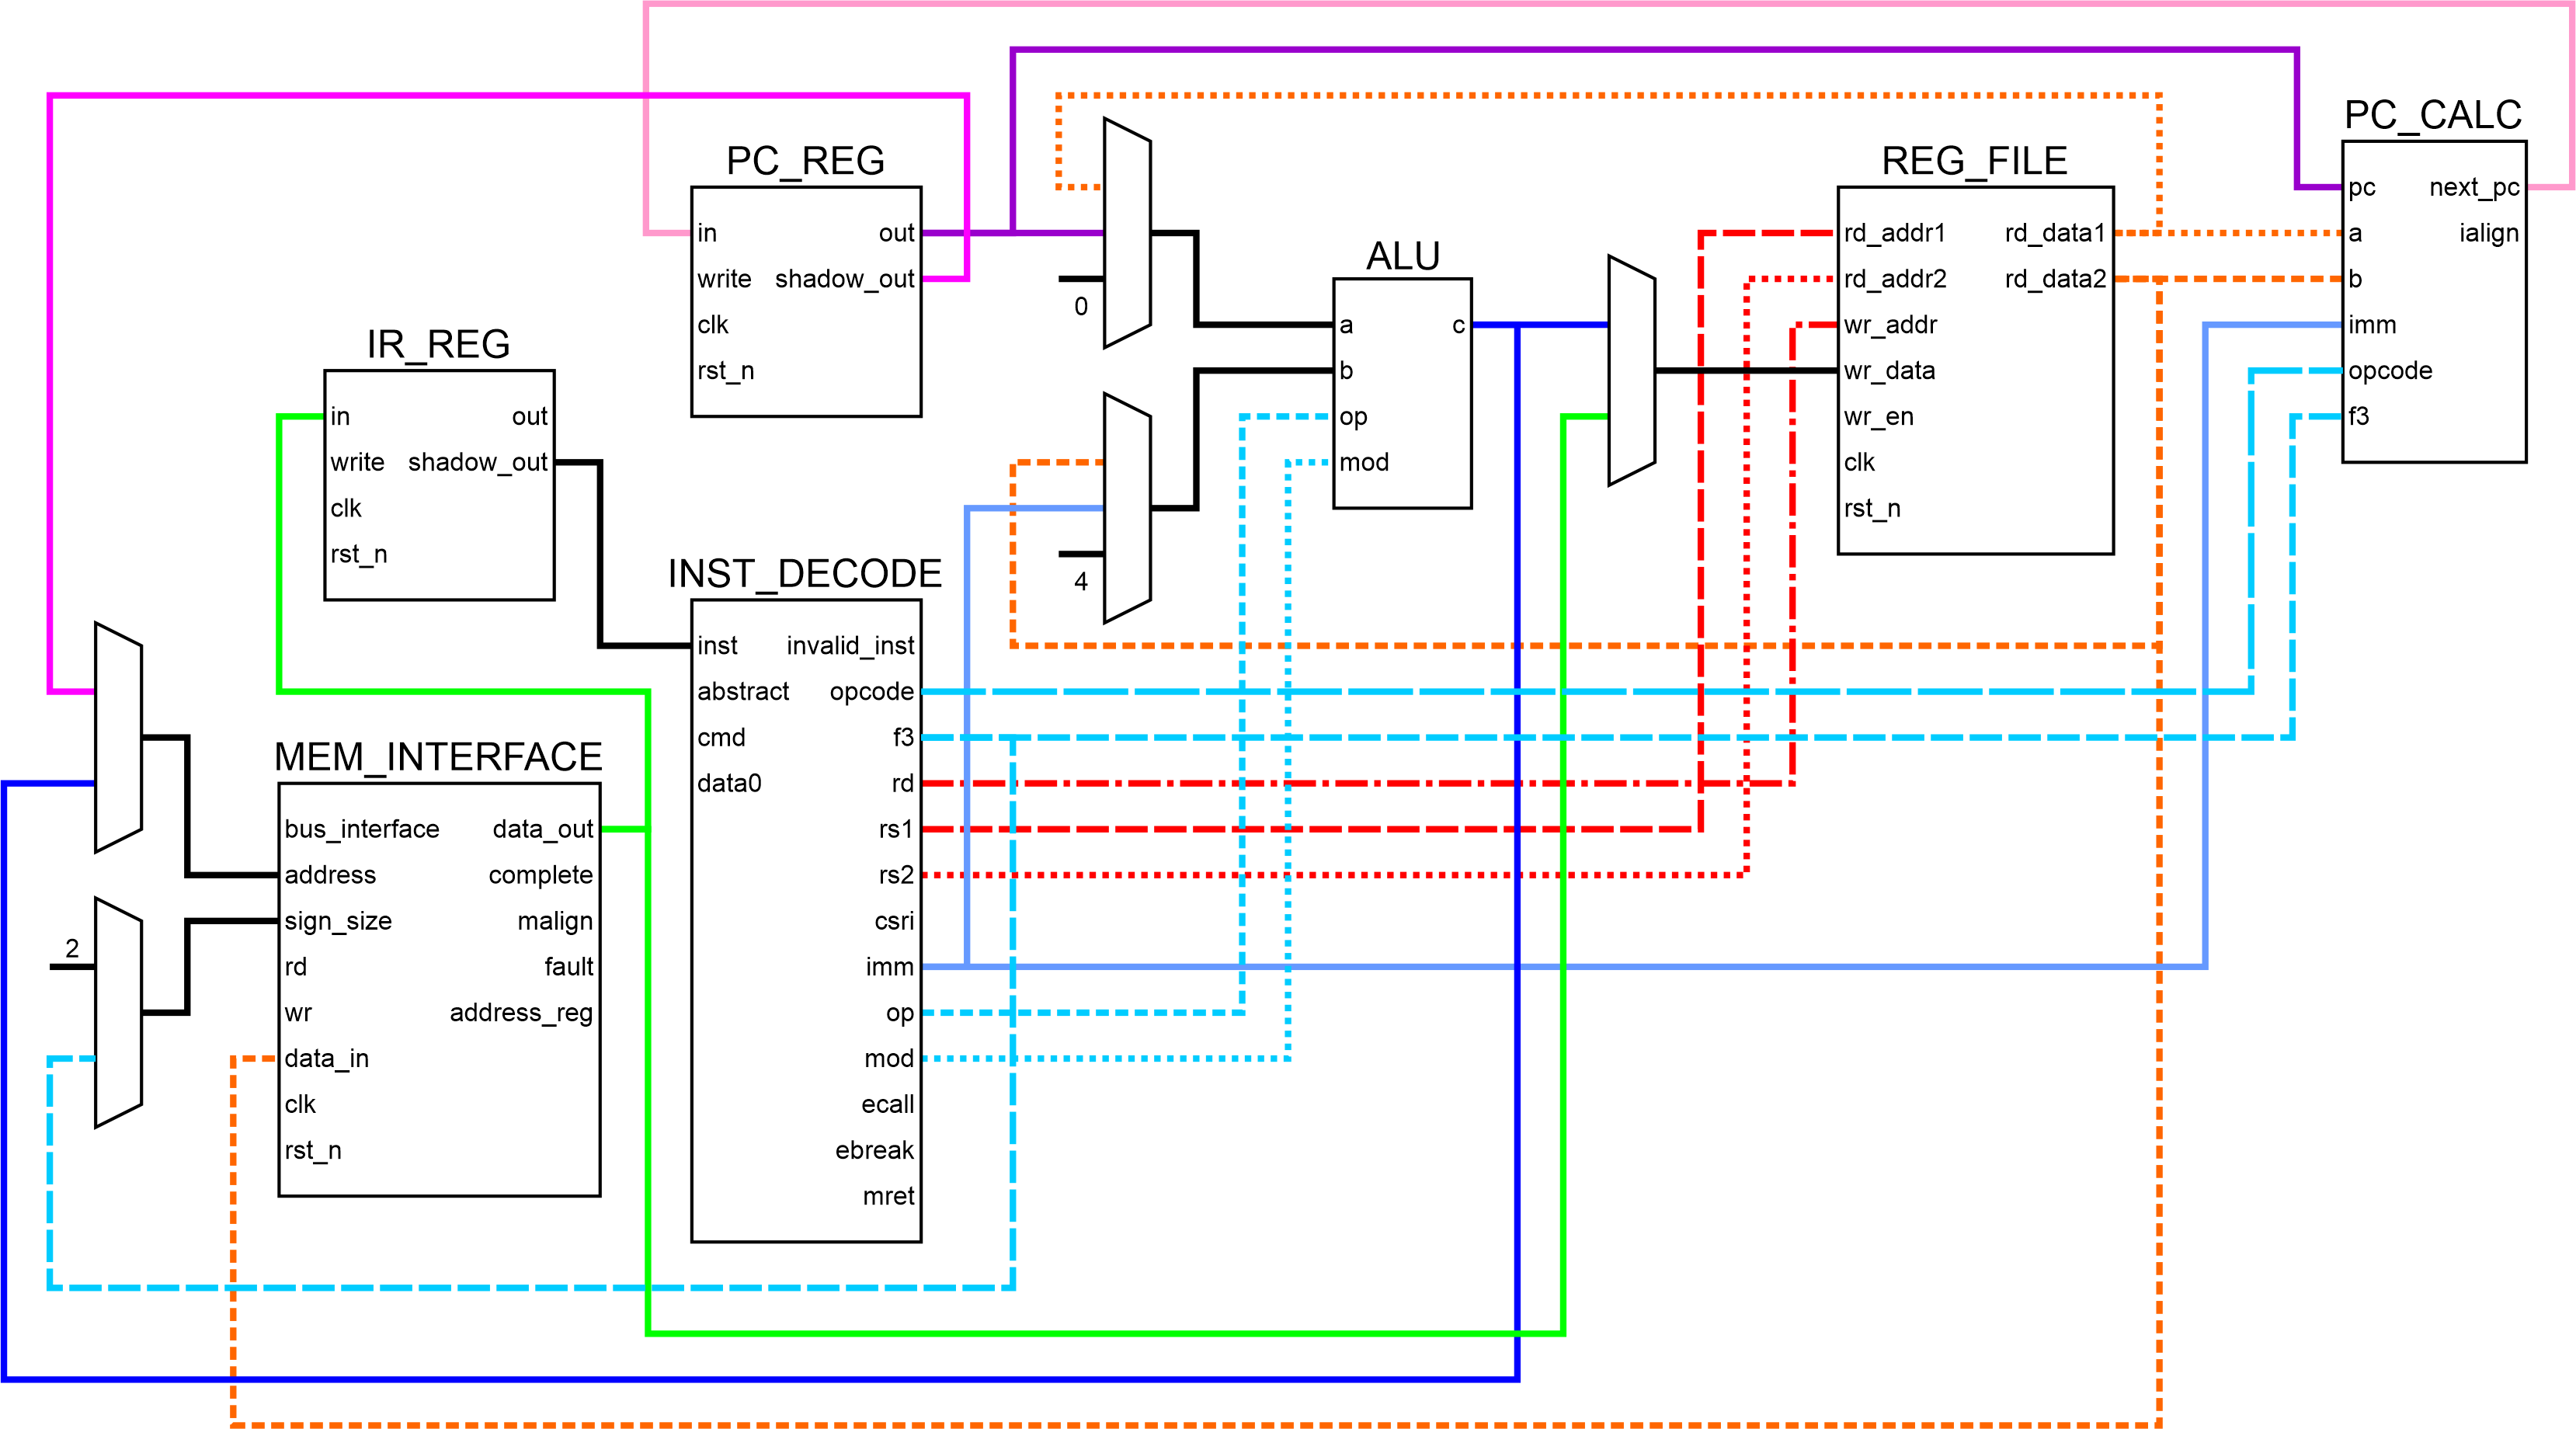 PC_CALC
pc next_pc
a ialign
b
imm
opcode
f3
PC_REG
in out
write shadow_out
clk
rst_n
REG_FILE
rd_addr1 rd_data1
rd_addr2 rd_data2
wr_addr
wr_data
wr_en
clk
rst_n
0
ALU
a c
b
op
mod
IR_REG
in out
write shadow_out
clk
rst_n
4
INST_DECODE
inst invalid_inst
abstract opcode
cmd f3
data0 rd
rs1
rs2
csri
imm
op
mod
ecall
ebreak
mret
MEM_INTERFACE
bus_interface data_out
address complete
sign_size malign
rd fault
wr address_reg
data_in
clk
rst_n
2